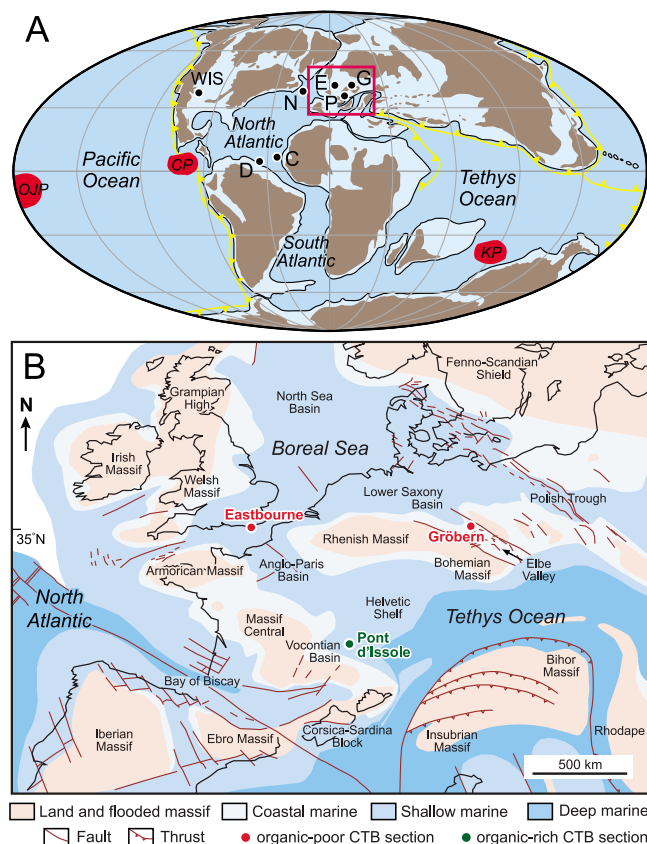 A
WIS
E
G
N
P
North
Atlantic
Pacific
Ocean
CP
D
C
OJP
Tethys
Ocean
South
Atlantic
KP
B
N
Grampian
High
North Sea
Basin
Fenno-Scandian
Shield
Irish
Massif
Boreal Sea
Welsh
Massif
Lower Saxony
Basin
Polish Trough
Eastbourne
35°N
Rhenish Massif
Gröbern
Armorican Massif
Anglo-Paris
Basin
Bohemian
Massif
Elbe
Valley
North
Atlantic
Helvetic
Shelf
Tethys Ocean
Massif
Central
Pont
d'Issole
Vocontian
Basin
Bihor
Massif
Bay of Biscay
Iberian
Massif
Ebro Massif
Corsica-Sardina
Block
Insubrian
Massif
Rhodape
500 km
Land and flooded massif
Coastal marine
Shallow marine
Deep marine
Fault
Thrust
organic-poor CTB section
organic-rich CTB section